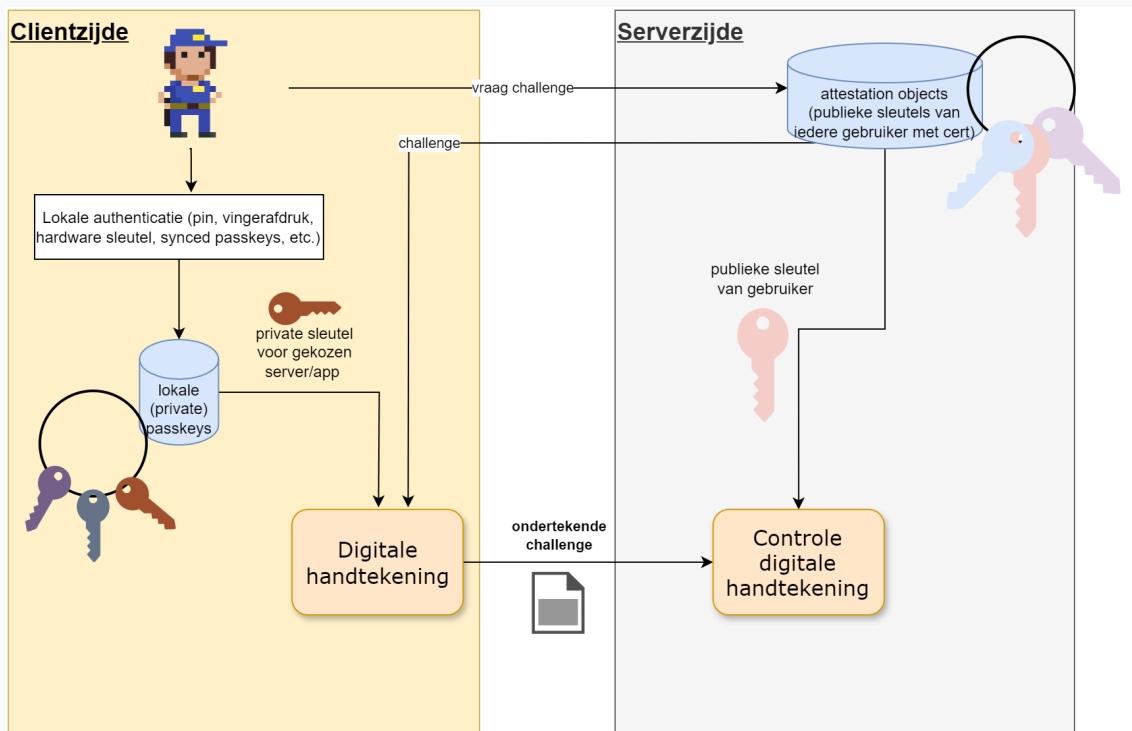 Clientzijde
Serverzijde
vraag challenge
attestation objects
(publieke sleutels van
iedere gebruiker met cert)
challenge
Lokale authenticatie (pin, vingerafdruk,
hardware sleutel, synced passkeys, etc.)
publieke sleutel
van gebruiker
private sleutel
voor gekozen
server/app
lokale
(private)
passkeys
ondertekende
challenge
Digitale
handtekening
Controle
digitale
handtekening